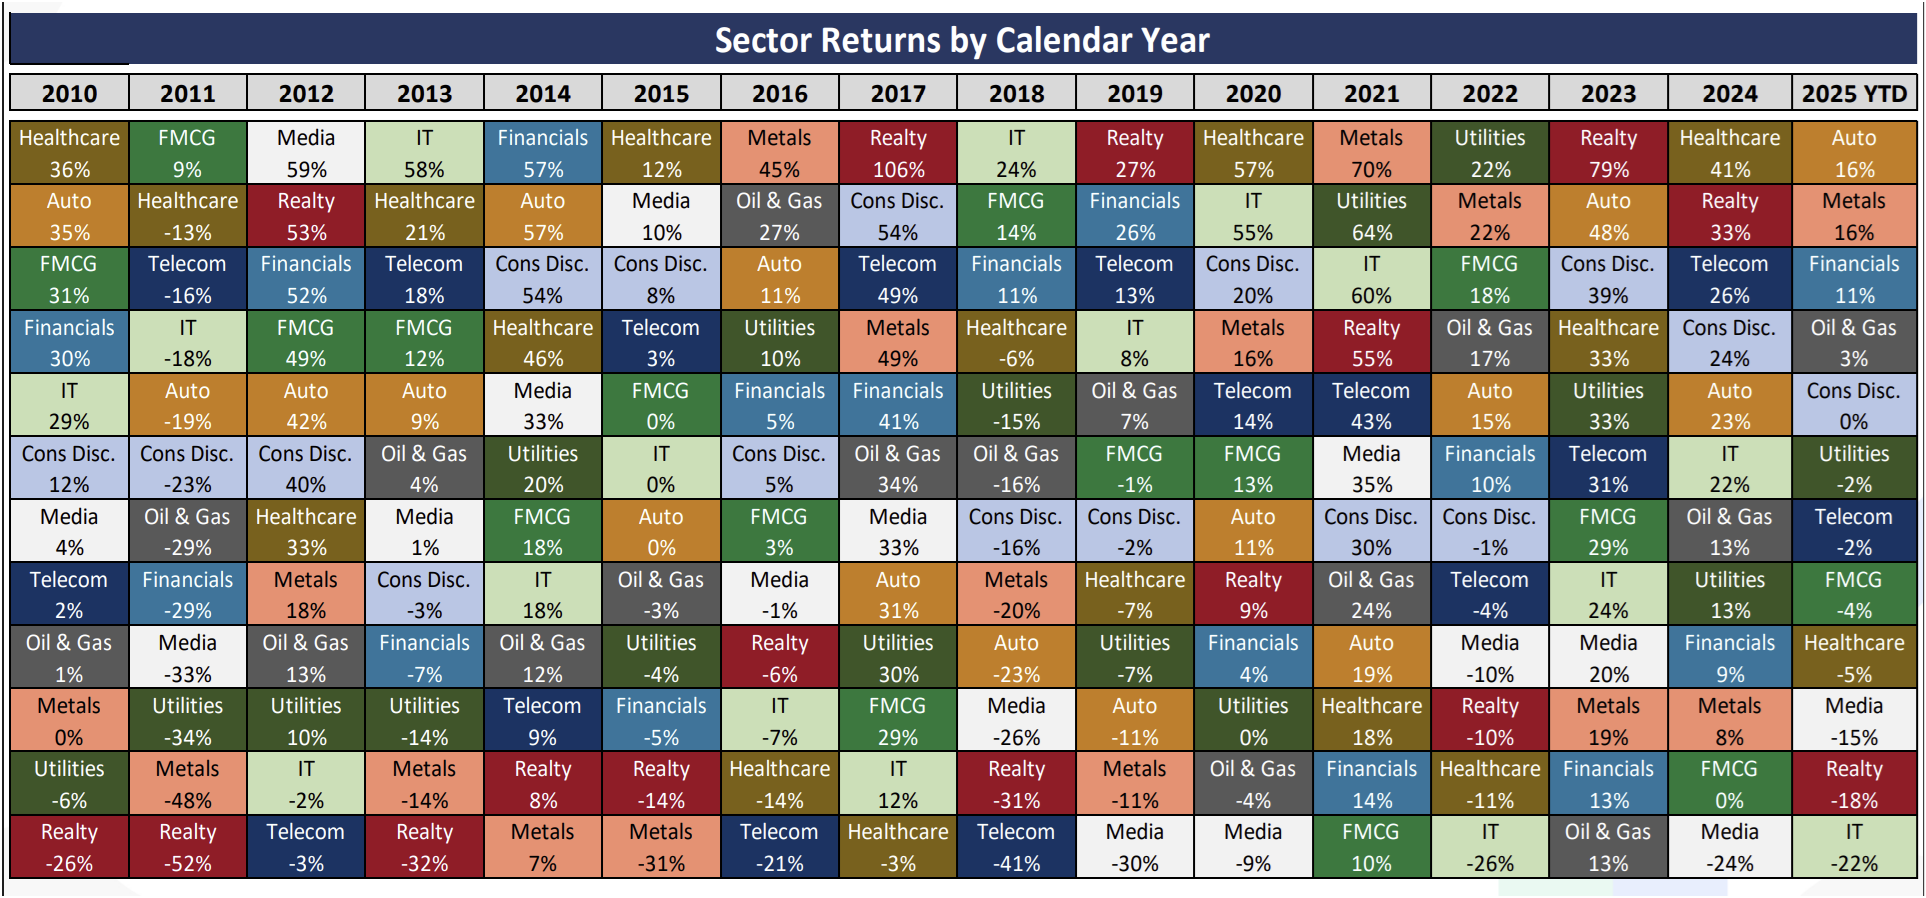 Sector Returns by Calendar Year
2010 2011 2012 2013 2014 2015 2016 2017 2018 2019 2020 2021 2022 2023 2024 2025 YTD
Healthcare FMCG Media IT Financials Healthcare Metals Realty IT Realty Healthcare Metals Utilities Realty Healthcare Auto
36% 9% 59% 58% 57% 12% 45% 106% 24% 27% 57% 70% 22% 79% 41% 16%
Auto Healthcare Realty Healthcare Auto Media Oil & Gas Cons Disc. FMCG Financials IT Utilities Metals Auto Realty Metals
35% -13% 53% 21% 57% 10% 27% 54% 14% 26% 55% 64% 22% 48% 33% 16%
FMCG Telecom Financials Telecom Cons Disc. Cons Disc. Auto Telecom Financials Telecom Cons Disc. IT FMCG Cons Disc. Telecom Financials
31% -16% 52% 18% 54% 8% 11% 49% 11% 13% 20% 60% 18% 39% 26% 11%
Financials IT FMCG FMCG Healthcare Telecom Utilities Metals Healthcare IT Metals Realty Oil & Gas Healthcare Cons Disc. Oil & Gas
30% -18% 49% 12% 46% 3% 10% 49% -6% 8% 16% 55% 17% 33% 24% 3%
IT Auto Auto Auto Media FMCG Financials Financials Utilities Oil & Gas Telecom Telecom Auto Utilities Auto Cons Disc.
29% -19% 42% 9% 33% 0% 5% 41% -15% 7% 14% 43% 15% 33% 23% 0%
Cons Disc. Cons Disc. Cons Disc. Oil & Gas Utilities IT Cons Disc. Oil & Gas Oil & Gas FMCG FMCG Media Financials Telecom IT Utilities
12% -23% 40% 4% 20% 0% 5% 34% -16% -1% 13% 35% 10% 31% 22% -2%
Media Oil & Gas Healthcare Media FMCG Auto FMCG Media Cons Disc. Cons Disc. Auto Cons Disc. Cons Disc. FMCG Oil & Gas Telecom
4% -29% 33% 1% 18% 0% 3% 33% -16% -2% 11% 30% -1% 29% 13% -2%
Telecom Financials Metals Cons Disc. IT Oil & Gas Media Auto Metals Healthcare Realty Oil & Gas Telecom IT Utilities FMCG
2% -29% 18% -3% 18% -3% -1% 31% -20% -7% 9% 24% -4% 24% 13% -4%
Oil & Gas Media Oil & Gas Financials Oil & Gas Utilities Realty Utilities Auto Utilities Financials Auto Media Media Financials Healthcare
1% -33% 13% -7% 12% -4% -6% 30% -23% -7% 4% 19% -10% 20% 9% -5%
Metals Utilities Utilities Utilities Telecom Financials IT FMCG Media Auto Utilities Healthcare Realty Metals Metals Media
0% -34% 10% -14% 9% -5% -7% 29% -26% -11% 0% 18% -10% 19% 8% -15%
Utilities Metals IT Metals Realty Realty Healthcare IT Realty Metals Oil & Gas Financials Healthcare Financials FMCG Realty
-6% -48% -2% -14% 8% -14% -14% 12% -31% -11% -4% 14% -11% 13% 0% -18%
Realty Realty Telecom Realty Metals Metals Telecom Healthcare Telecom Media Media FMCG IT Oil & Gas Media IT
-26% -52% -3% -32% 7% -31% -21% -3% -41% -30% -9% 10% -26% 13% -24% -22%